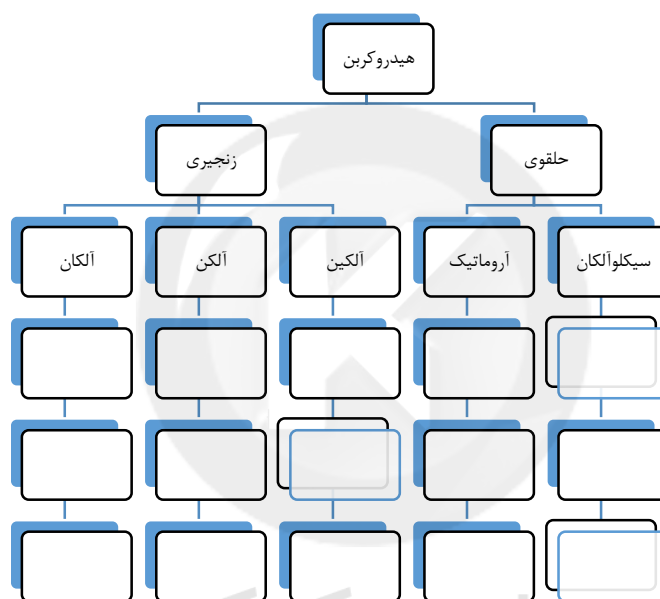 هیدروکربن
حلقوی
زنجیری
سیکلوآلکان
آروماتیک
آلکین
آلکن
آلکان